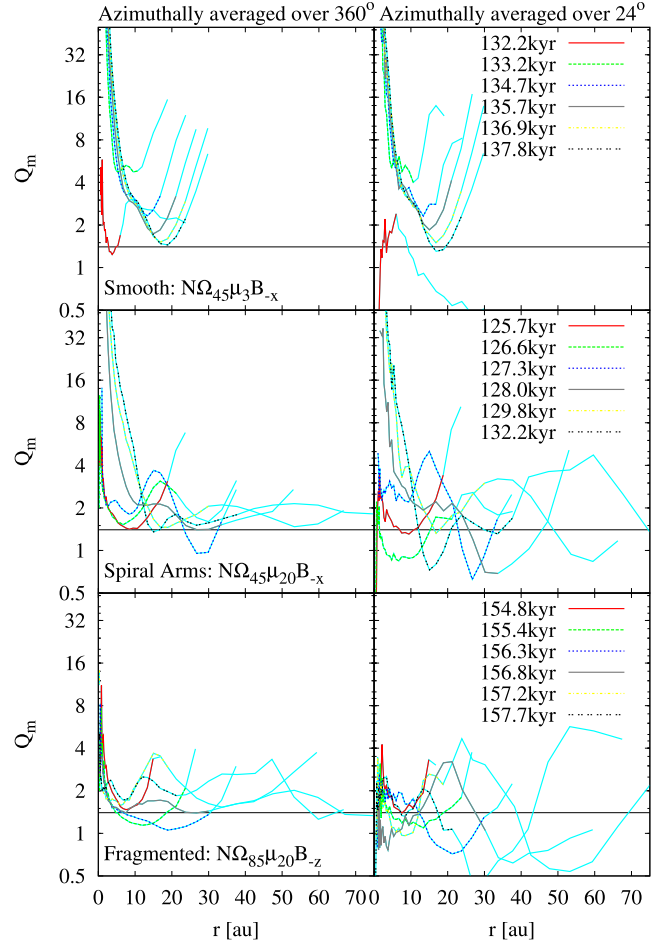 Azimuthally averaged over 360° Azimuthally averaged over 24°
32
16
8
4
2
1
0.5
Qm
Smooth: NΩ45μ3B-x
132.2kyr
133.2kyr
134.7kyr
135.7kyr
136.9kyr
137.8kyr
32
16
8
4
2
1
0.5
Qm
Spiral Arms: NΩ45μ20B-x
125.7kyr
126.6kyr
127.3kyr
128.0kyr
129.8kyr
132.2kyr
32
16
8
4
2
1
0.5
Qm
Fragmented: NΩ85μ20B-z
154.8kyr
155.4kyr
156.3kyr
156.8kyr
157.2kyr
157.7kyr
0 10 20 30 40 50 60 70 0 10 20 30 40 50 60 70
r [au] r [au]